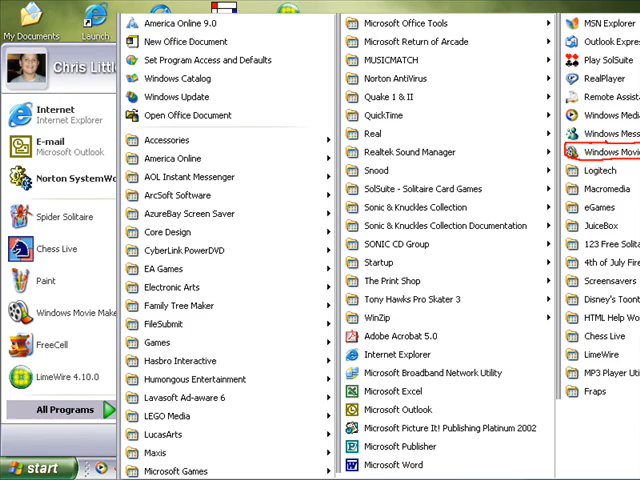 My Documents
Launch
Chris Littl
Internet
Internet Explorer
E-mail
Microsoft Outlook
Norton SystemWo
Spider Solitaire
Chess Live
Paint
Windows Movie Make
FreeCell
LimeWire 4.10.0
All Programs
start
America Online 9.0
New Office Document
Set Program Access and Defaults
Windows Catalog
Windows Update
Open Office Document
Accessories
America Online
AOL Instant Messenger
ArcSoft Software
AzureBay Screen Saver
Core Design
CyberLink PowerDVD
EA Games
Electronic Arts
Family Tree Maker
FileSubmit
Games
Hasbro Interactive
Humongous Entertainment
Lavasoft Ad-aware 6
LEGO Media
LucasArts
Maxis
Microsoft Games
Microsoft Office Tools
Microsoft Return of Arcade
MUSICMATCH
Norton AntiVirus
Quake 1 & II
QuickTime
Real
Realtek Sound Manager
Snood
SolSuite - Solitaire Card Games
Sonic & Knuckles Collection
Sonic & Knuckles Collection Documentation
SONIC CD Group
Startup
The Print Shop
Tony Hawks Pro Skater 3
WinZip
Adobe Acrobat 5.0
Internet Explorer
Microsoft Broadband Network Utility
Microsoft Excel
Microsoft Outlook
Microsoft Picture It! Publishing Platinum 2002
Microsoft Publisher
Microsoft Word
MSN Explorer
Outlook Expre
Play SolSuite
RealPlayer
Remote Assist
Windows Medi
Windows Mess
Windows Movi
Logitech
Macromedia
eGames
JuiceBox
123 Free Solita
4th of July Fire
Screensavers
Disney's Toont
HTML Help Wo
Chess Live
LimeWire
MP3 Player Uti
Fraps